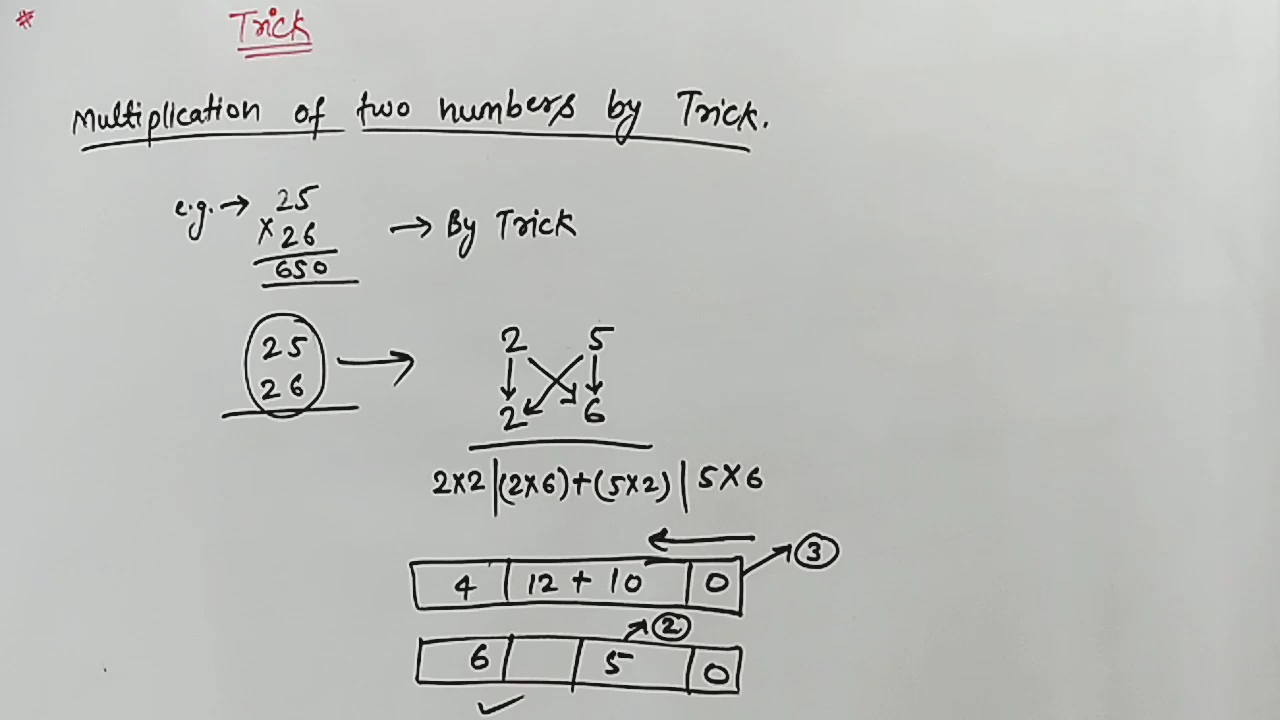 * Trick
Multiplication of two numbers by Trick.
e.g. → 25
× 26 → By Trick
650
25 → 2 5
26 2 6
2×2 |(2×6)+(5×2)| 5×6
← → 3
4 | 12 + 10 | 0
→ 2
6 | | 5 | 0
✓